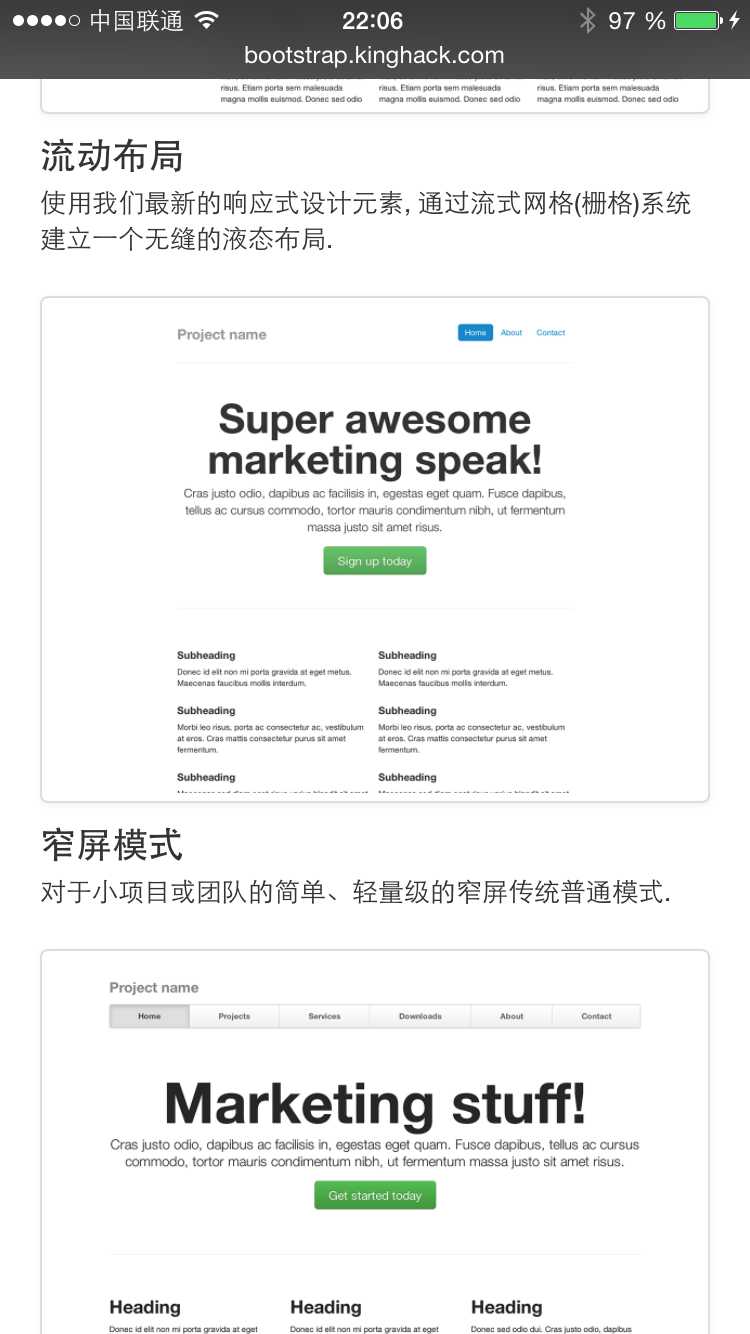 中国联通 22:06 97 %
bootstrap.kinghack.com
risus. Etiam porta sem malesuada risus. Etiam porta sem malesuada risus. Etiam porta sem malesuada
magna mollis euismod. Donec sed odio magna mollis euismod. Donec sed odio magna mollis euismod. Donec sed odio
流动布局
使用我们最新的响应式设计元素, 通过流式网格(栅格)系统
建立一个无缝的液态布局.
Project name Home About Contact
Super awesome
marketing speak!
Cras justo odio, dapibus ac facilisis in, egestas eget quam. Fusce dapibus,
tellus ac cursus commodo, tortor mauris condimentum nibh, ut fermentum
massa justo sit amet risus.
Sign up today
Subheading Subheading
Donec id elit non mi porta gravida at eget metus. Donec id elit non mi porta gravida at eget metus.
Maecenas faucibus mollis interdum. Maecenas faucibus mollis interdum.
Subheading Subheading
Morbi leo risus, porta ac consectetur ac, vestibulum Morbi leo risus, porta ac consectetur ac, vestibulum
at eros. Cras mattis consectetur purus sit amet at eros. Cras mattis consectetur purus sit amet
fermentum. fermentum.
Subheading Subheading
窄屏模式
对于小项目或团队的简单、轻量级的窄屏传统普通模式.
Project name
Home Projects Services Downloads About Contact
Marketing stuff!
Cras justo odio, dapibus ac facilisis in, egestas eget quam. Fusce dapibus, tellus ac cursus
commodo, tortor mauris condimentum nibh, ut fermentum massa justo sit amet risus.
Get started today
Heading Heading Heading
Donec id elit non mi porta gravida at eget Donec id elit non mi porta gravida at eget Donec sed odio dui. Cras justo odio, dapibus